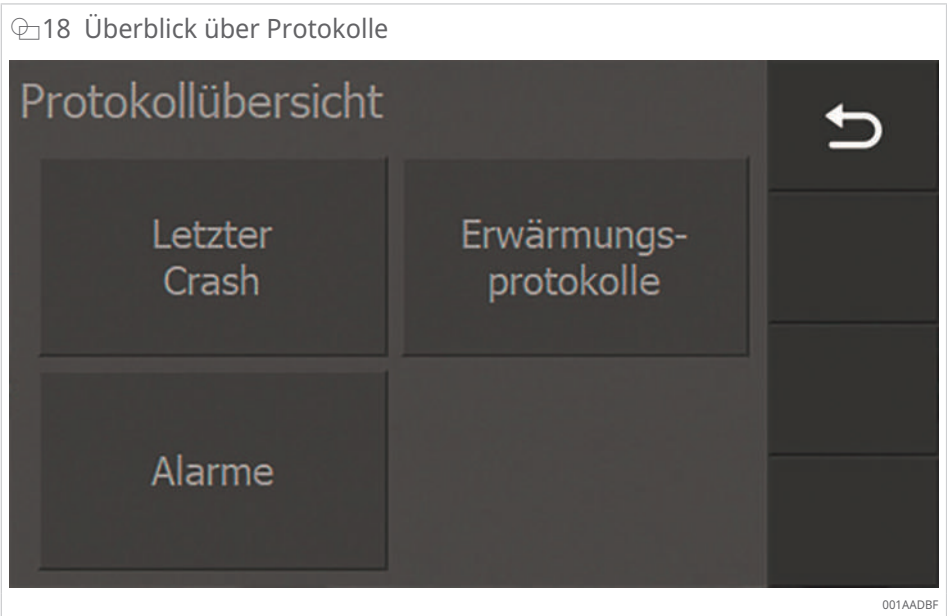 18 Überblick über Protokolle
Protokollübersicht
Letzter
Crash
Erwärmungs-
protokolle
Alarme
001AADBF